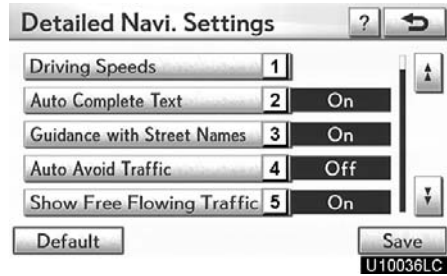 Detailed Navi. Settings ?
Driving Speeds 1
Auto Complete Text 2 On
Guidance with Street Names 3 On
Auto Avoid Traffic 4 Off
Show Free Flowing Traffic 5 On
Default Save
U10036LC